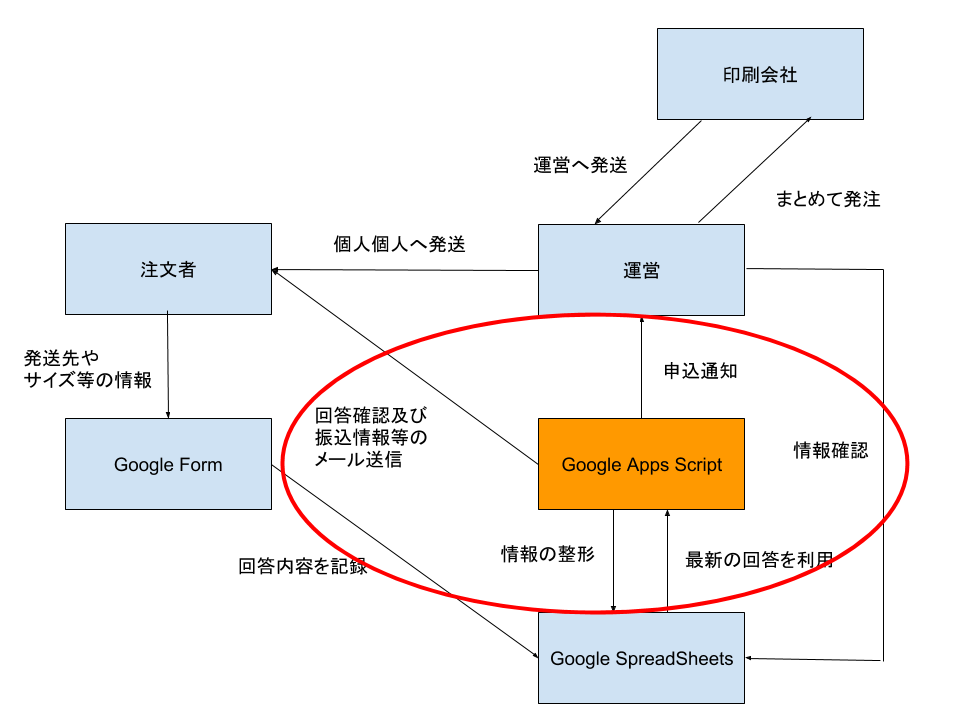 印刷会社
運営へ発送
まとめて発注
個人個人へ発送
注文者
運営
発送先や
サイズ等の情報
申込通知
回答確認及び
振込情報等の
メール送信
Google Form
Google Apps Script
情報確認
情報の整形
最新の回答を利用
回答内容を記録
Google SpreadSheets